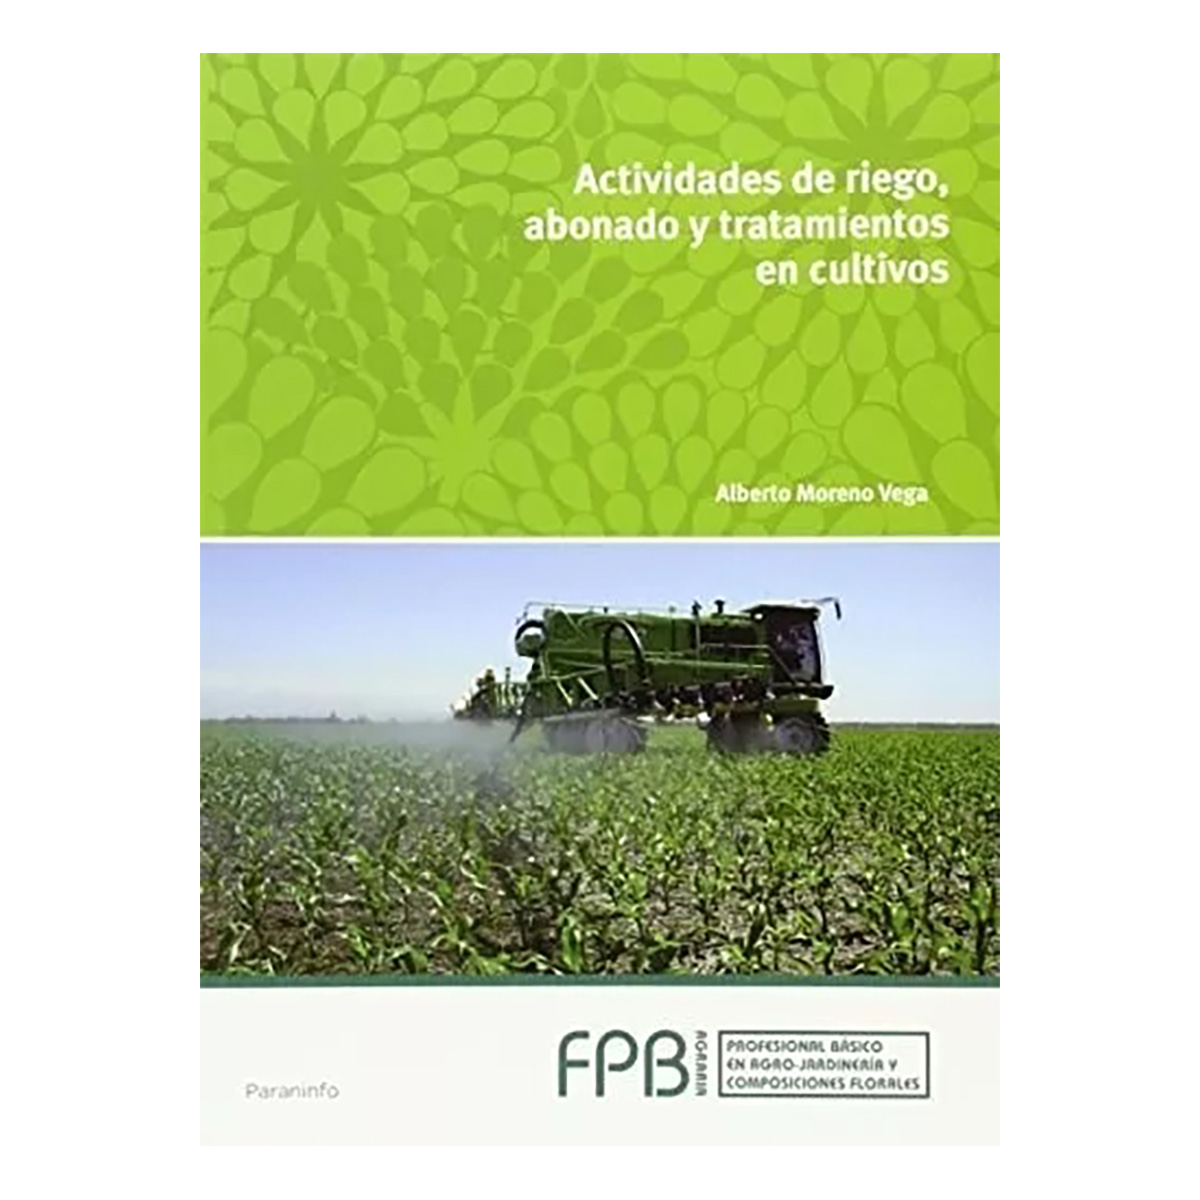 Actividades de riego,
abonado y tratamientos
en cultivos
Alberto Moreno Vega
FPB
AGRARIA
PROFESIONAL BÁSICO
EN AGRO-JARDINERÍA Y
COMPOSICIONES FLORALES
Paraninfo